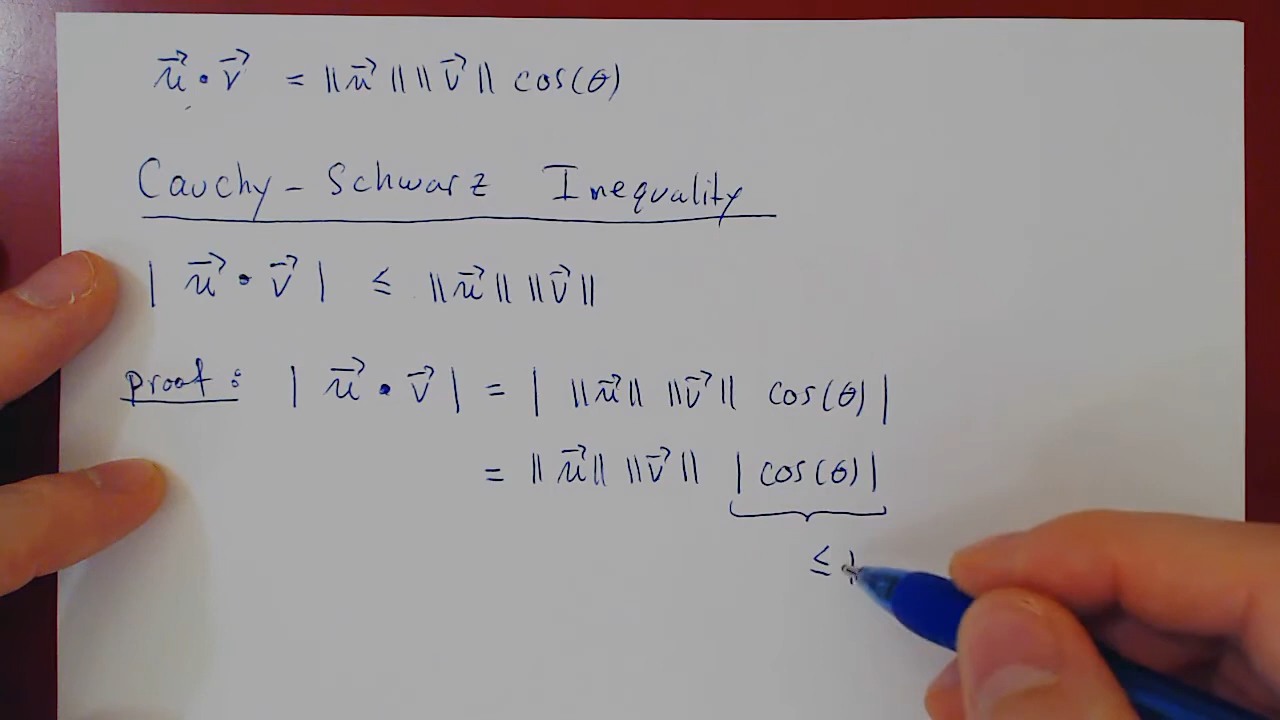 u⃗ • v⃗ = ||u⃗|| ||v⃗|| cos(θ)
Cauchy - Schwarz Inequality
| u⃗ • v⃗ | ≤ ||u⃗|| ||v⃗||
proof: | u⃗ • v⃗ | = | ||u⃗|| ||v⃗|| cos(θ) |
= ||u⃗|| ||v⃗|| | cos(θ) |
≤ 1